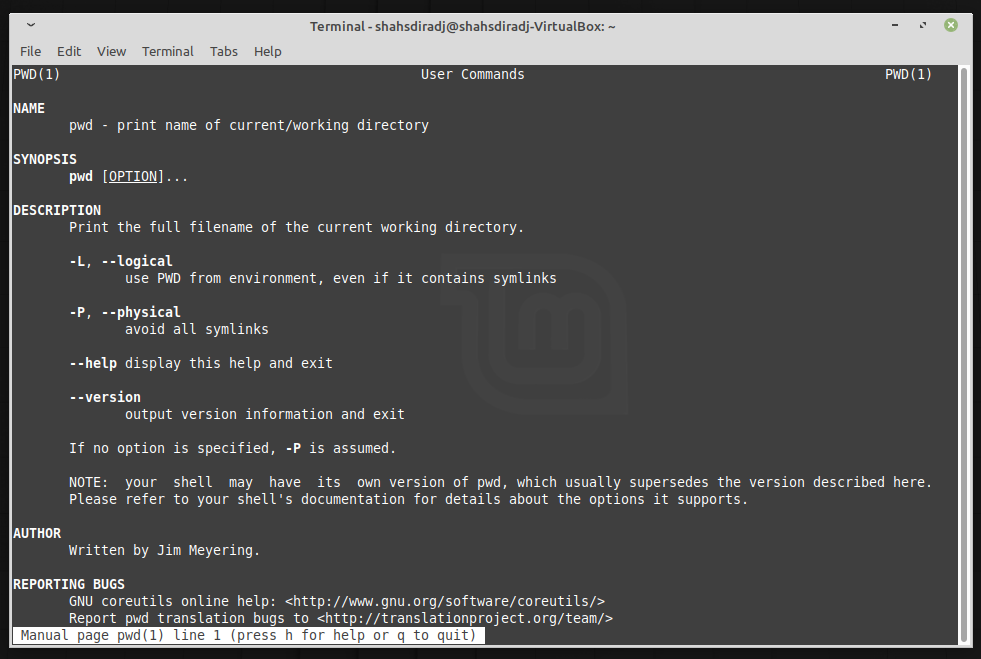 Terminal - shahsdiradj@shahsdiradj-VirtualBox: ~
File Edit View Terminal Tabs Help
PWD(1) User Commands PWD(1)
NAME
pwd - print name of current/working directory
SYNOPSIS
pwd [OPTION]...
DESCRIPTION
Print the full filename of the current working directory.
-L, --logical
use PWD from environment, even if it contains symlinks
-P, --physical
avoid all symlinks
--help display this help and exit
--version
output version information and exit
If no option is specified, -P is assumed.
NOTE: your shell may have its own version of pwd, which usually supersedes the version described here.
Please refer to your shell's documentation for details about the options it supports.
AUTHOR
Written by Jim Meyering.
REPORTING BUGS
GNU coreutils online help: <http://www.gnu.org/software/coreutils/>
Report pwd translation bugs to <http://translationproject.org/team/>
Manual page pwd(1) line 1 (press h for help or q to quit)